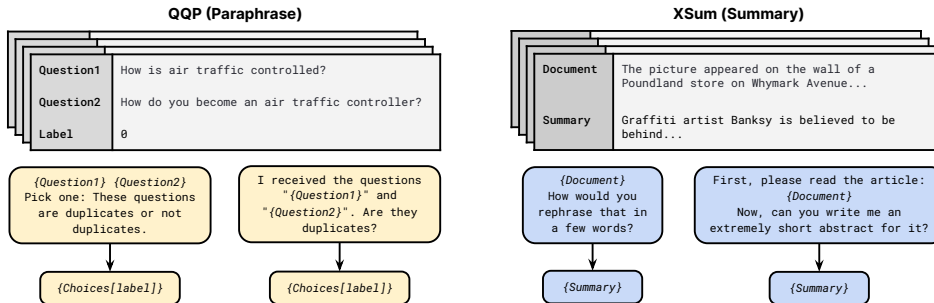 QQP (Paraphrase)
Question1 How is air traffic controlled?
Question2 How do you become an air traffic controller?
Label 0
{Question1} {Question2}
Pick one: These questions
are duplicates or not
duplicates.
{Choices[label]}
I received the questions
"{Question1}" and
"{Question2}". Are they
duplicates?
{Choices[label]}
XSum (Summary)
Document The picture appeared on the wall of a
Poundland store on Whymark Avenue...
Summary Graffiti artist Banksy is believed to be
behind...
{Document}
How would you
rephrase that in
a few words?
{Summary}
First, please read the article:
{Document}
Now, can you write me an
extremely short abstract for it?
{Summary}